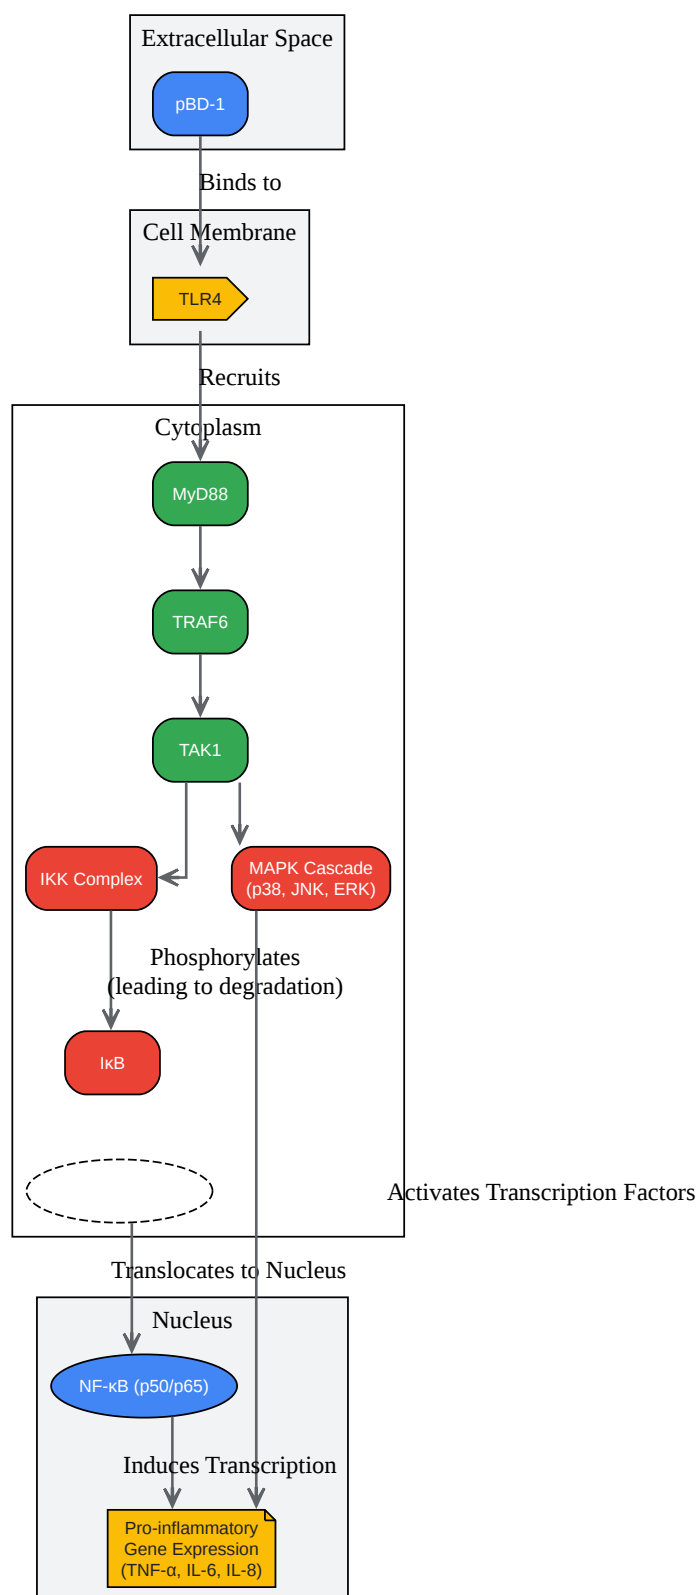 Extracellular Space
pBD-1
Binds to
Cell Membrane
TLR4
Recruits
Cytoplasm
MyD88
TRAF6
TAK1
IKK Complex
MAPK Cascade
(p38, JNK, ERK)
Phosphorylates
(leading to degradation)
IκB
Activates Transcription Factors
Translocates to Nucleus
Nucleus
NF-κB (p50/p65)
Induces Transcription
Pro-inflammatory
Gene Expression
(TNF-α, IL-6, IL-8)